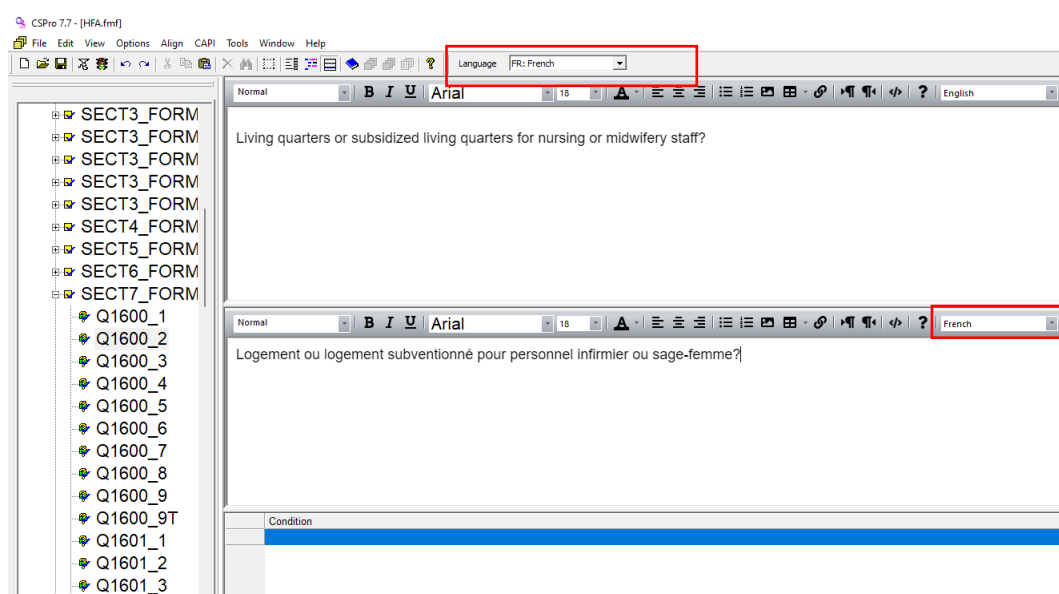 CSPro 7.7 - [HFA.fmf]
File Edit View Options Align CAPI Tools Window Help
Language FR: French
Normal B I U Arial 18 A ? English
Living quarters or subsidized living quarters for nursing or midwifery staff?
SECT3_FORM
SECT3_FORM
SECT3_FORM
SECT3_FORM
SECT3_FORM
SECT4_FORM
SECT5_FORM
SECT6_FORM
SECT7_FORM
Q1600_1
Q1600_2
Q1600_3
Q1600_4
Q1600_5
Q1600_6
Q1600_7
Q1600_8
Q1600_9
Q1600_9T
Q1601_1
Q1601_2
Q1601_3
Normal B I U Arial 18 A ? French
Logement ou logement subventionné pour personnel infirmier ou sage-femme?
Condition